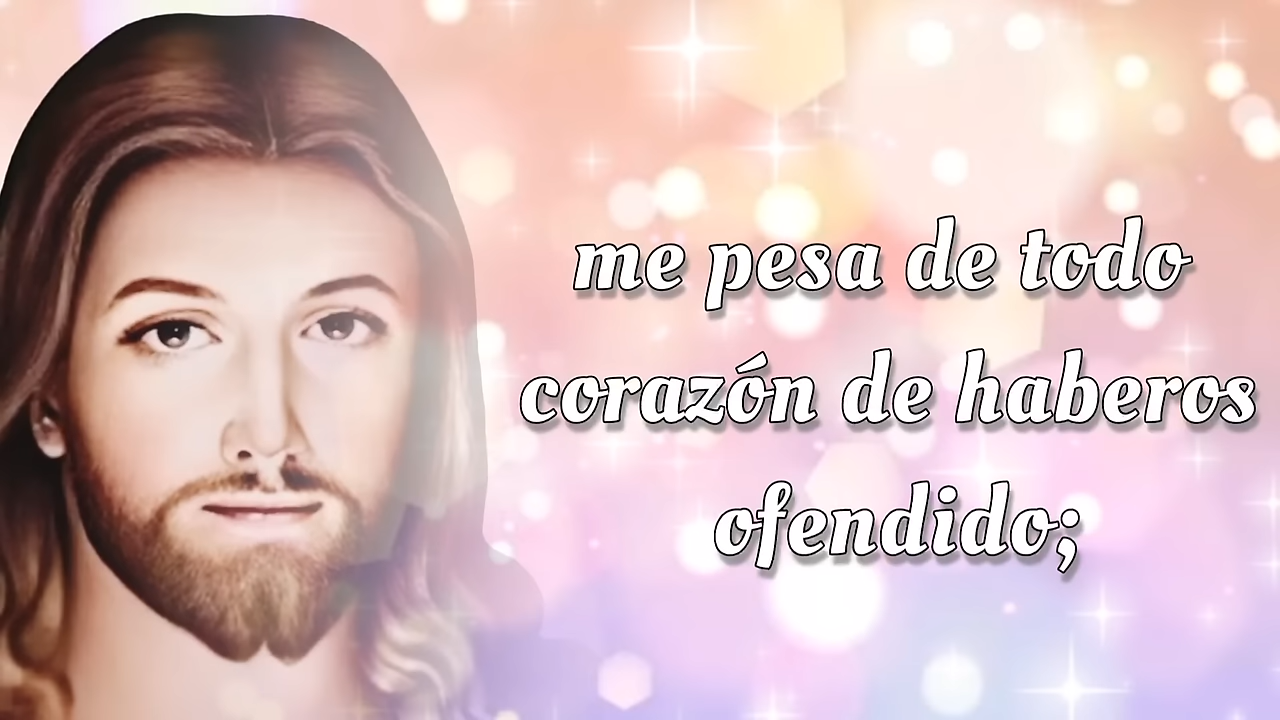 me pesa de todo
corazón de haberos
ofendido;